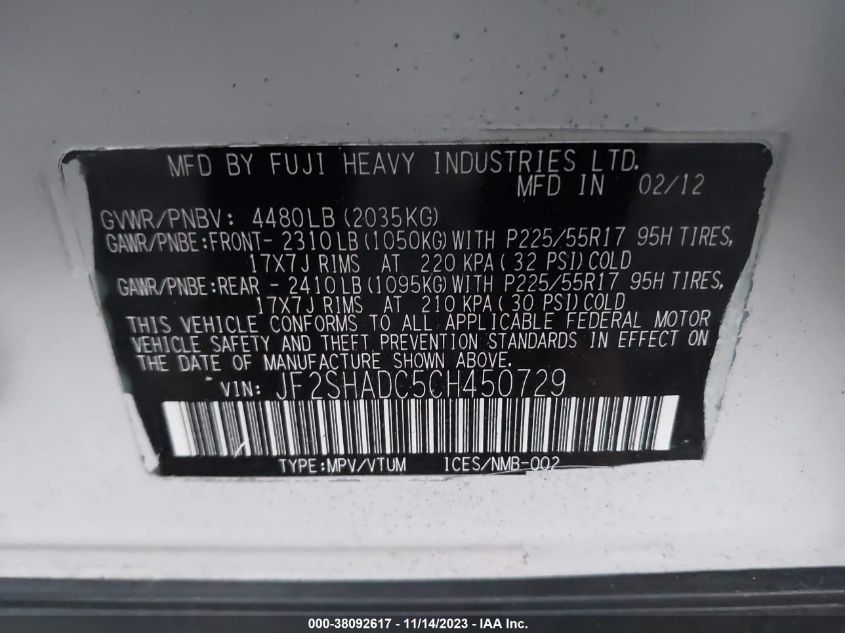 MFD BY FUJI HEAVY INDUSTRIES LTD.
MFD IN 02/12
GVWR/PNBV: 4480LB (2035KG)
GAWR/PNBE:FRONT- 2310LB (1050KG) WITH P225/55R17 95H TIRES,
17X7J RIMS AT 220 KPA (32 PSI) COLD
GAWR/PNBE:REAR - 2410LB (1095KG) WITH P225/55R17 95H TIRES,
17X7J RIMS AT 210 KPA (30 PSI) COLD
THIS VEHICLE CONFORMS TO ALL APPLICABLE FEDERAL MOTOR
VEHICLE SAFETY AND THEFT PREVENTION STANDARDS IN EFFECT ON
THE DATE OF MANUFACTURE SHOWN ABOVE.
VIN: JF2SHADC5CH450729
TYPE:MPV/VTUM ICES/NMB-002
000-38092617 - 11/14/2023 - IAA Inc.